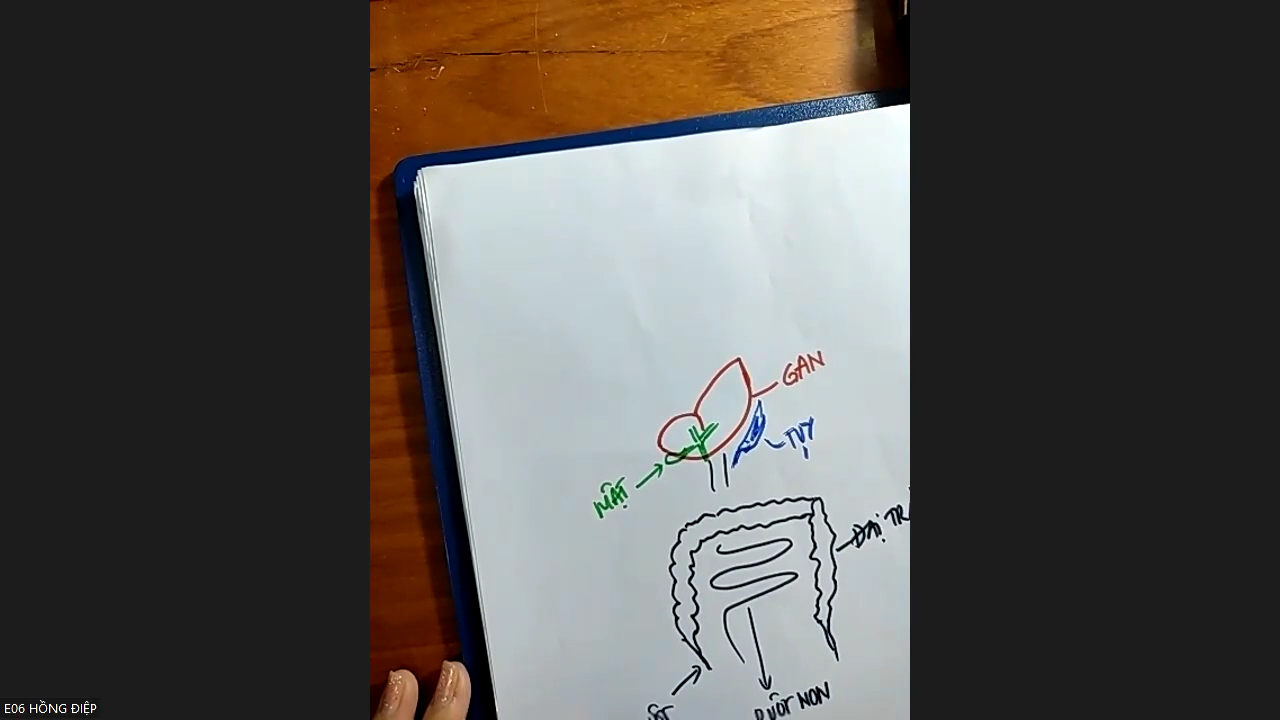 GAN
TỤY
MẬT
ĐẠI TR
RUỘT NON
E06 HỒNG ĐIỆP